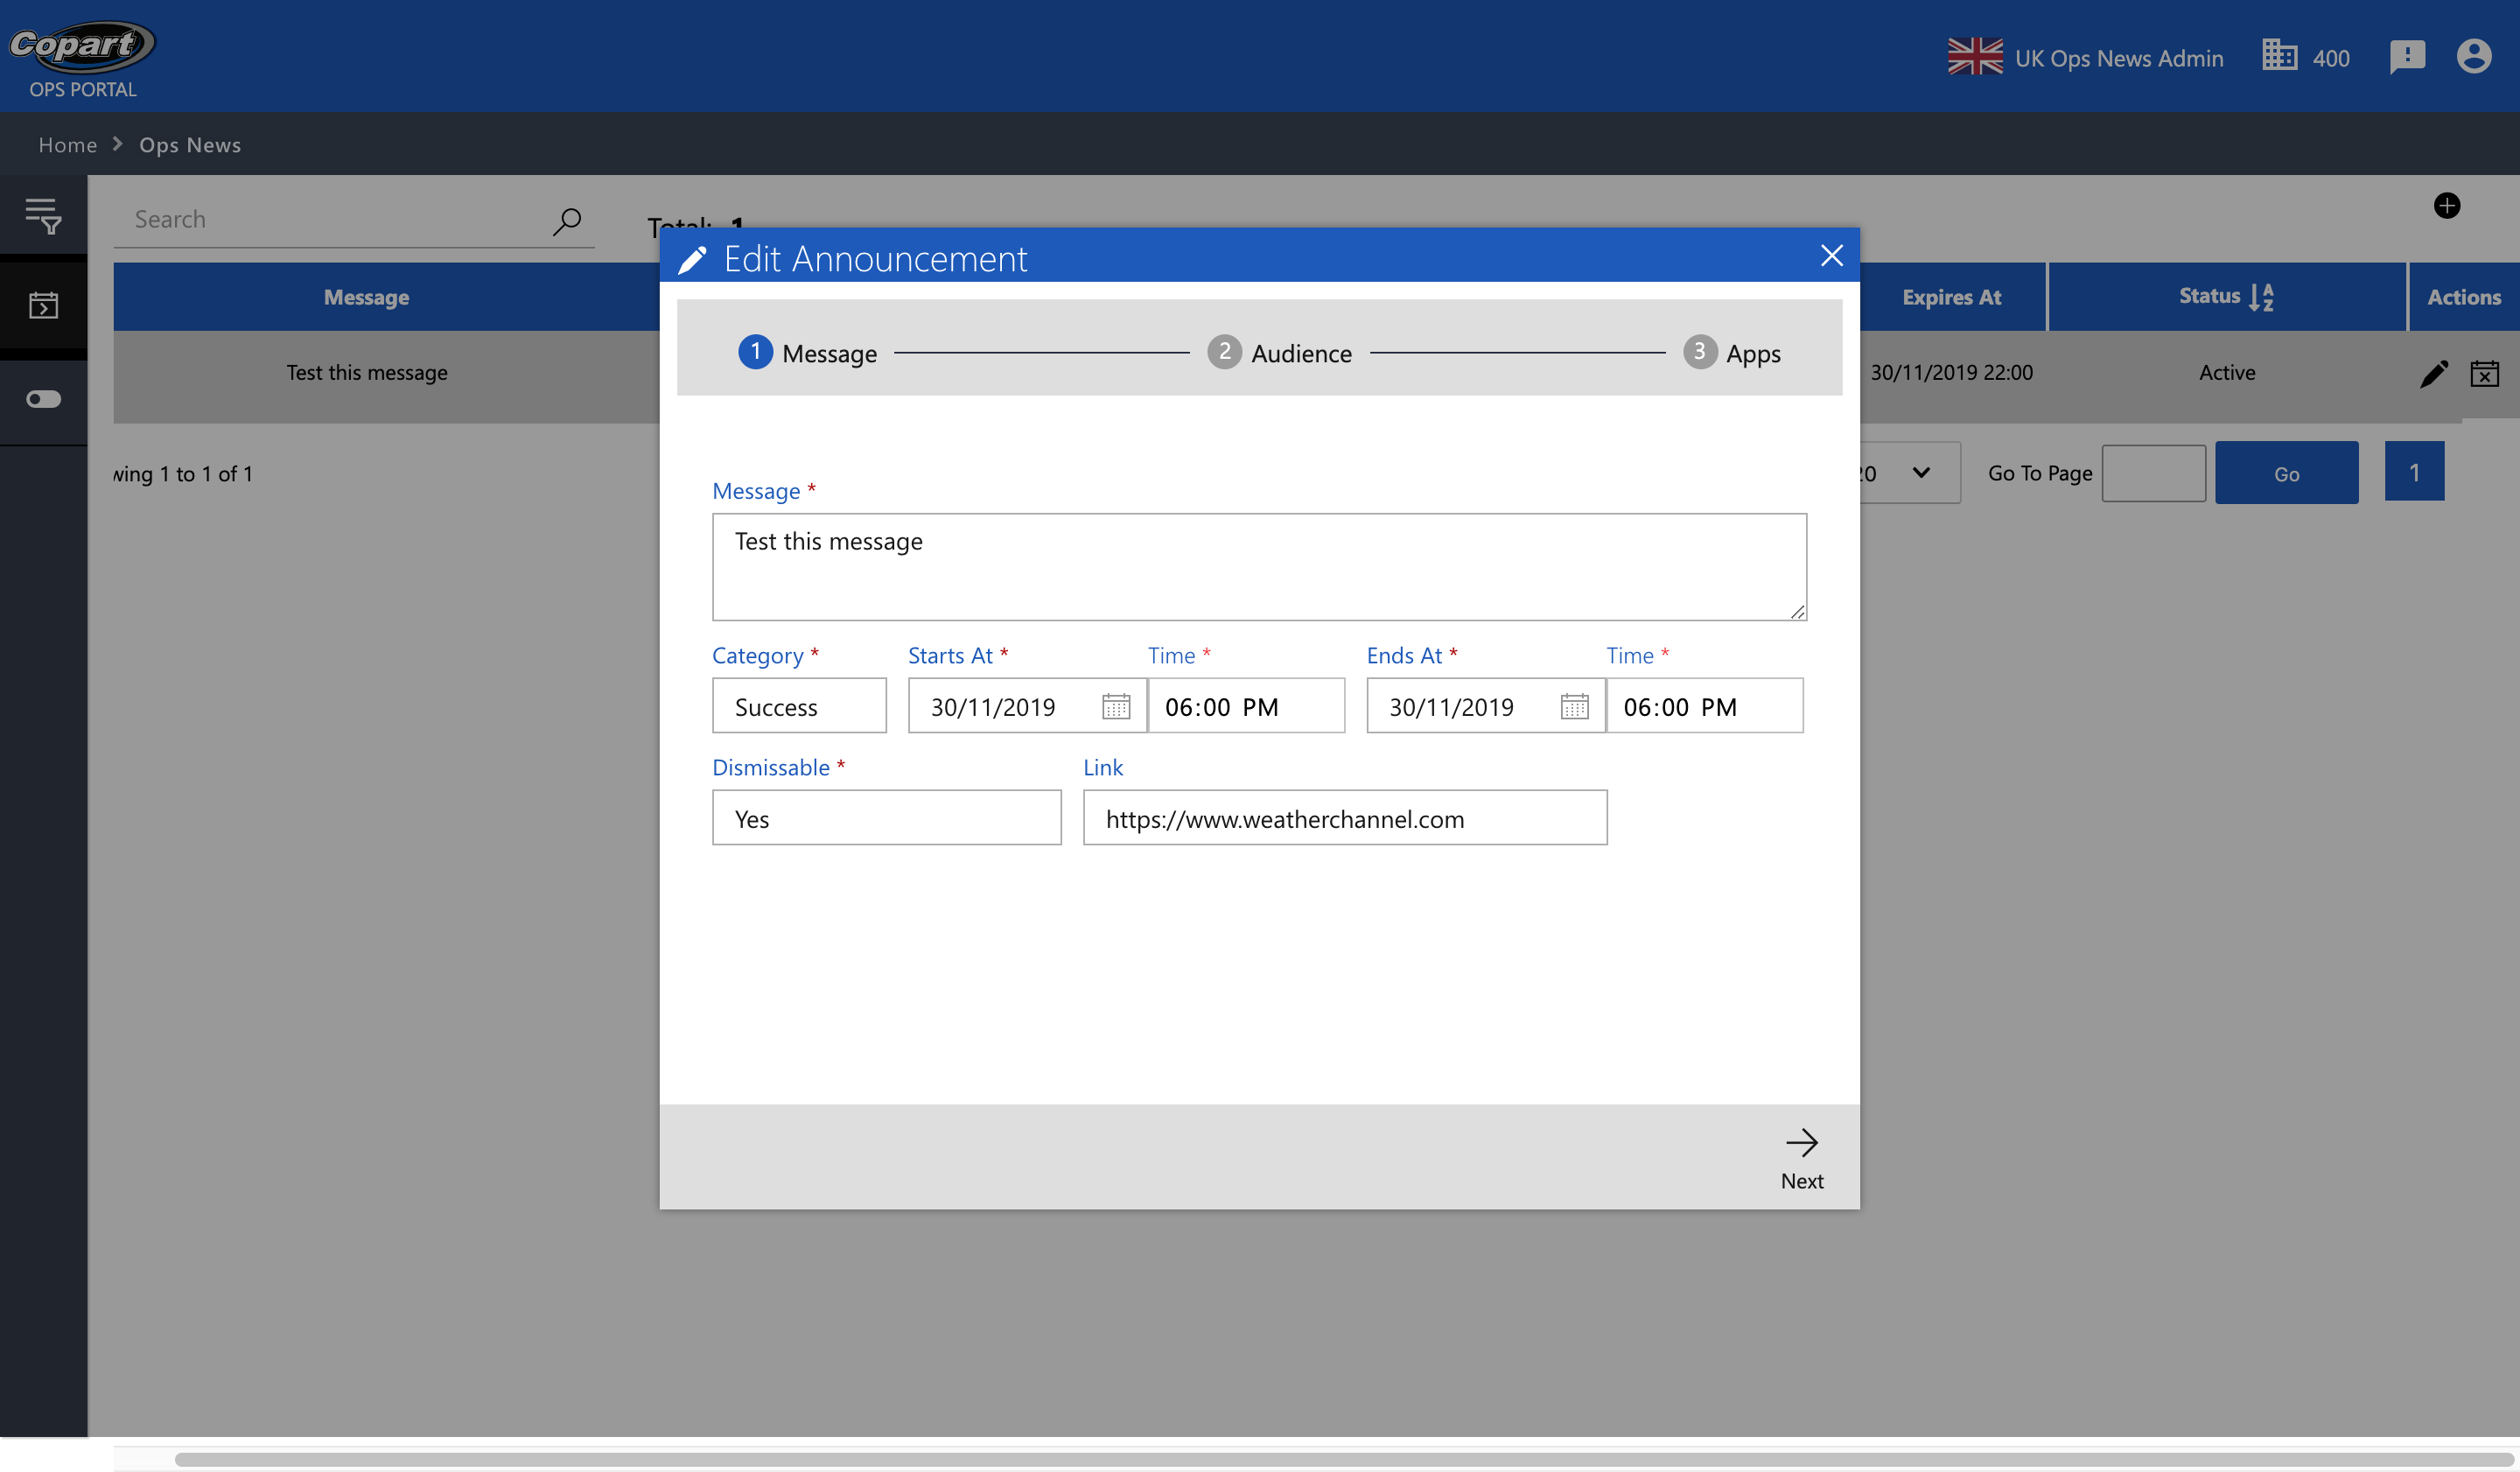 Copart
OPS PORTAL
UK Ops News Admin
400
Home
Ops News
Search
Total: 1
Edit Announcement
Message
Expires At
Status
A
Z
Actions
1 Message
2 Audience
3 Apps
Test this message
30/11/2019 22:00
Active
wing 1 to 1 of 1
Go To Page
Go
1
Message *
Test this message
Category *
Starts At *
Time *
Ends At *
Time *
Success
30/11/2019
06:00 PM
30/11/2019
06:00 PM
Dismissable *
Link
Yes
https://www.weatherchannel.com
Next